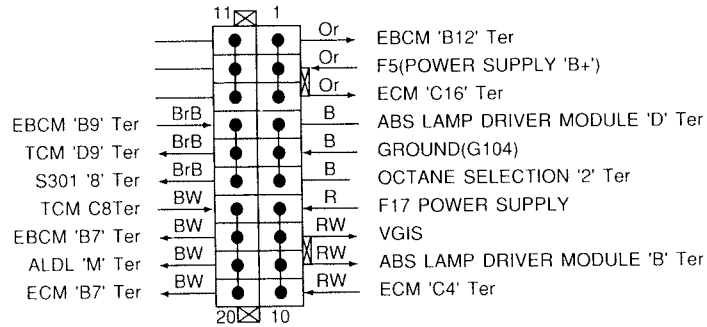 11 1
Or EBCM 'B12' Ter
Or F5(POWER SUPPLY 'B+')
Or ECM 'C16' Ter
EBCM 'B9' Ter BrB B ABS LAMP DRIVER MODULE 'D' Ter
TCM 'D9' Ter BrB B GROUND(G104)
S301 '8' Ter BrB B OCTANE SELECTION '2' Ter
TCM C8Ter BW R F17 POWER SUPPLY
EBCM 'B7' Ter BW RW VGIS
ALDL 'M' Ter BW RW ABS LAMP DRIVER MODULE 'B' Ter
ECM 'B7' Ter BW RW ECM 'C4' Ter
20 10